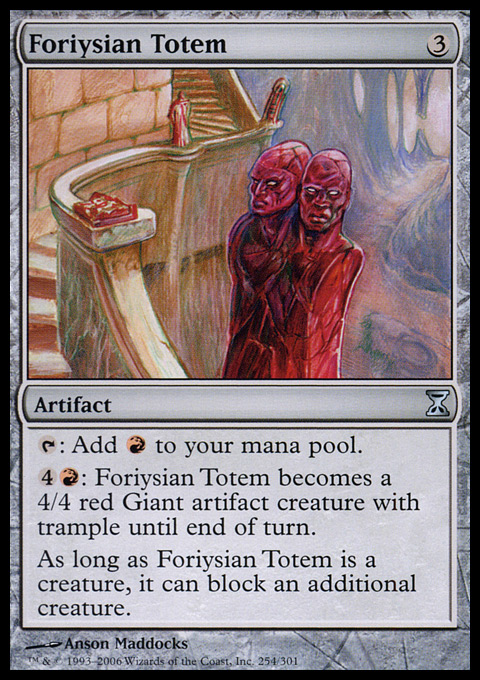 Foriysian Totem 3
Artifact
: Add to your mana pool.
4 : Foriysian Totem becomes a
4/4 red Giant artifact creature with
trample until end of turn.
As long as Foriysian Totem is a
creature, it can block an additional
creature.
Anson Maddocks
™ & © 1993–2006 Wizards of the Coast, Inc. 254/301